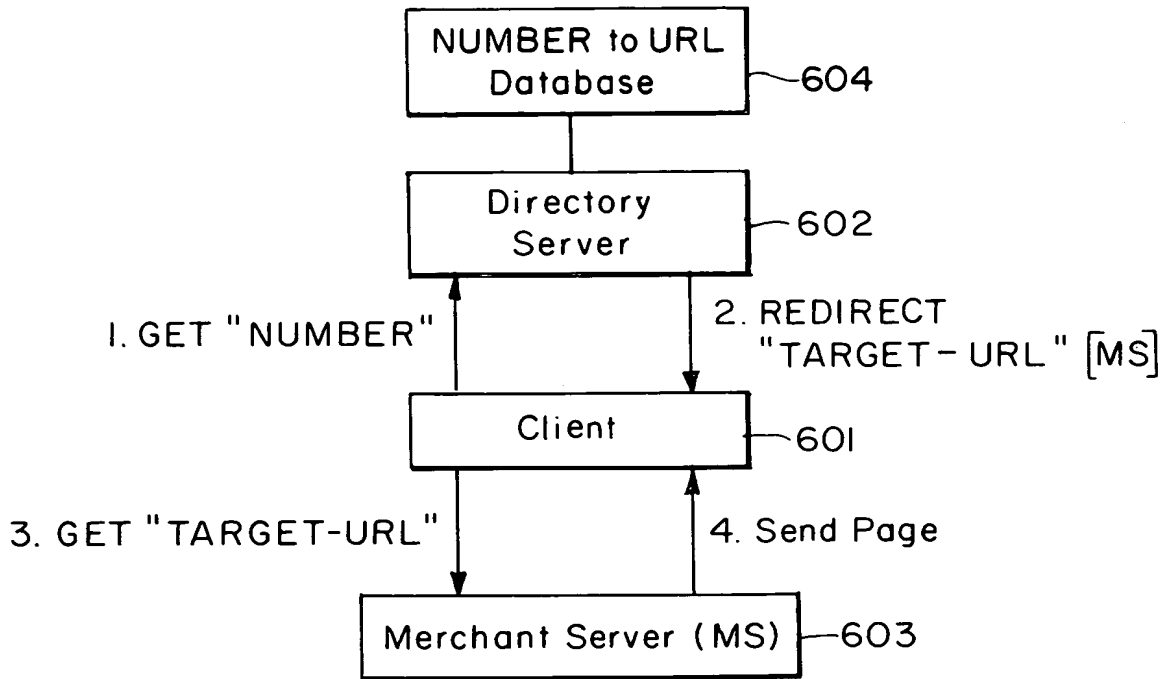 NUMBER to URL
Database
604
Directory
Server
602
1. GET "NUMBER"
2. REDIRECT
"TARGET-URL" [MS]
Client
601
3. GET "TARGET-URL"
4. Send Page
Merchant Server (MS)
603